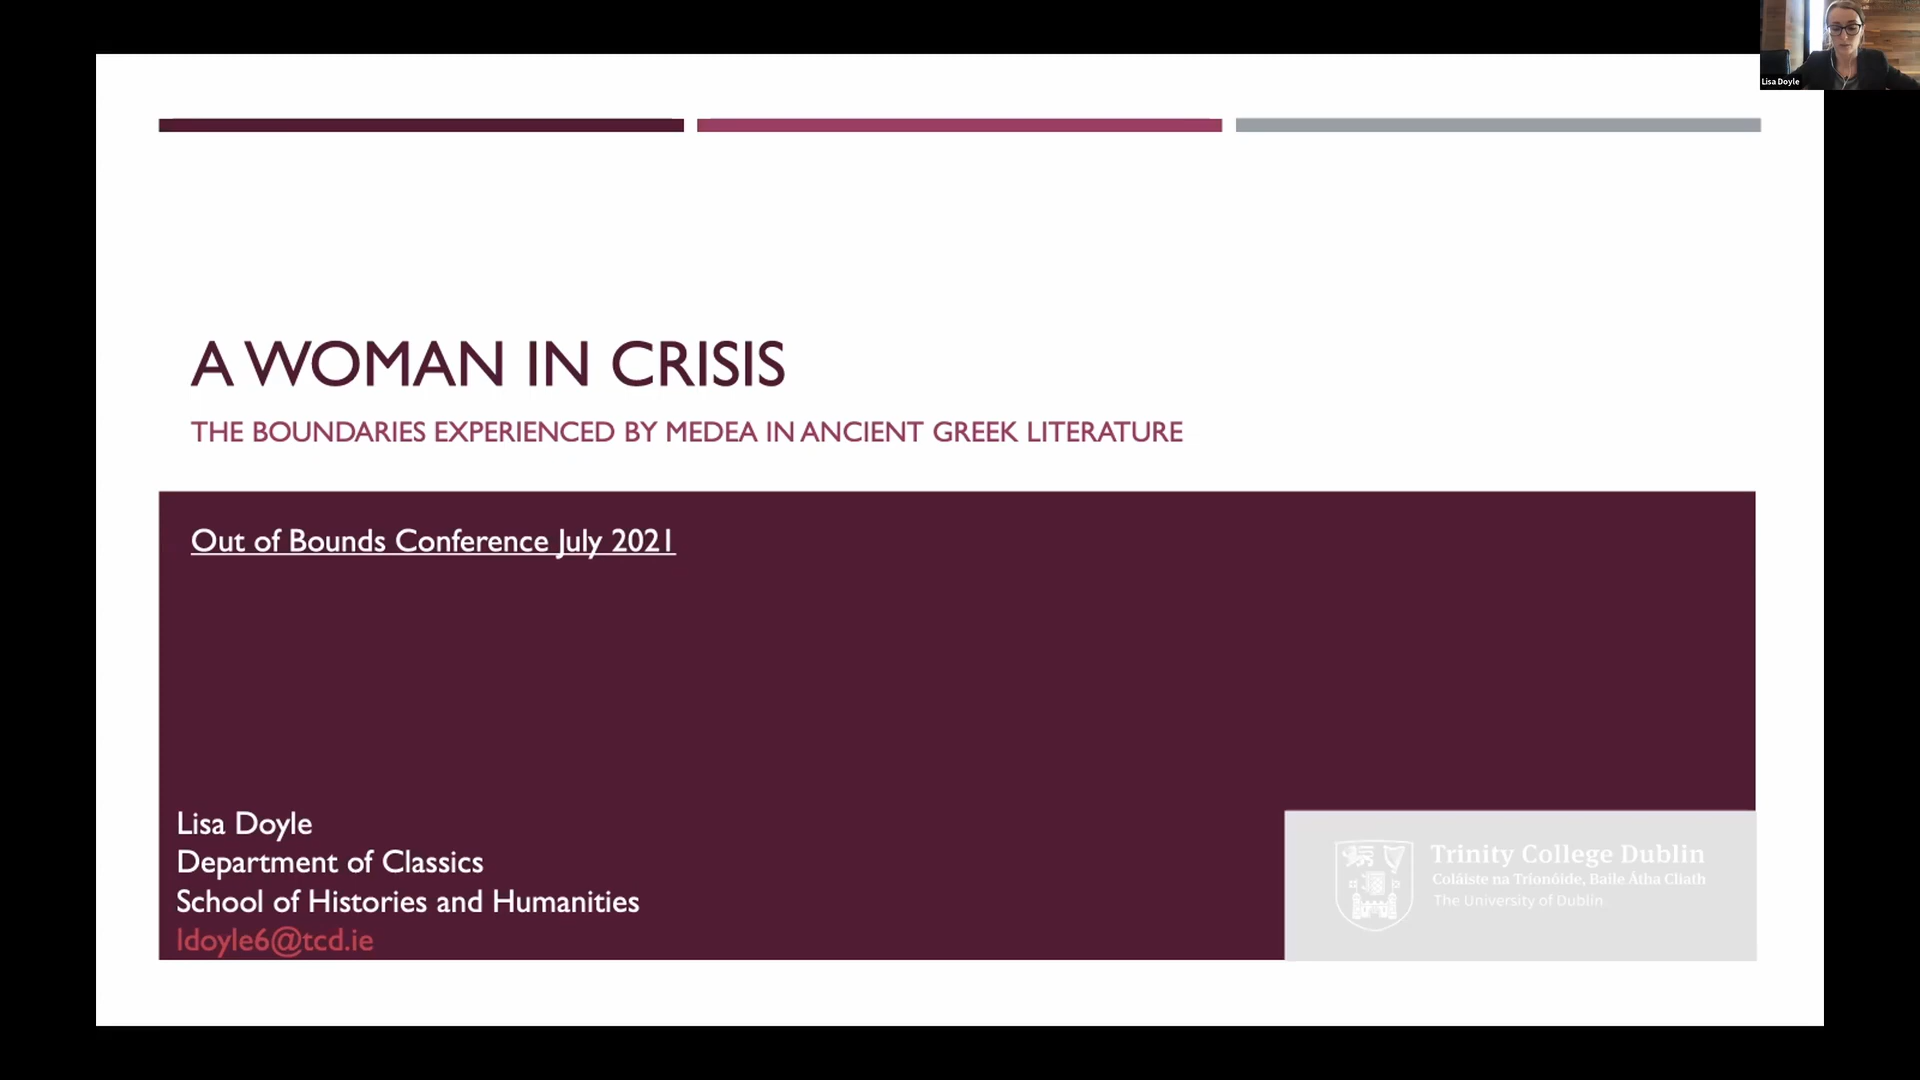 Lisa Doyle
A WOMAN IN CRISIS
THE BOUNDARIES EXPERIENCED BY MEDEA IN ANCIENT GREEK LITERATURE
Out of Bounds Conference July 2021
Lisa Doyle
Department of Classics
School of Histories and Humanities
ldoyle6@tcd.ie
Trinity College Dublin
Coláiste na Tríonóide, Baile Átha Cliath
The University of Dublin